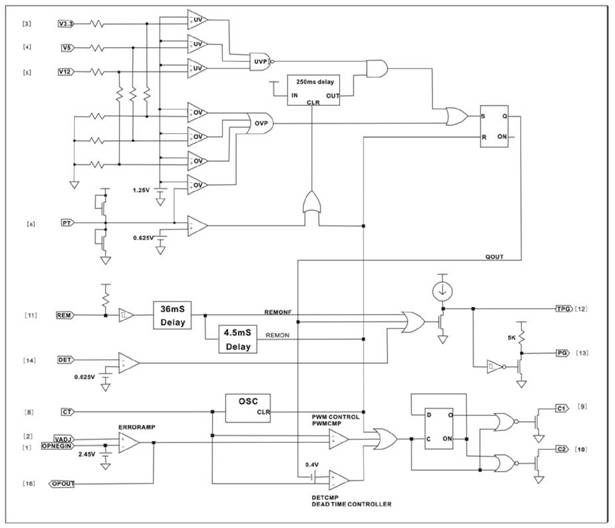 [3] V3.3
UV
[4] V5
UV
UVP
[5] V12
UV
250ms delay
IN OUT
CLR
OV
OVP
S Q
OV
R ON
OV
OV
1.25V
[6] PT
0.625V
QOUT
[11] REM
36mS
Delay
REMONF
TPG [12]
4.5mS
Delay
REMON
5K
PG [13]
[14] DET
0.625V
[8] CT
OSC
CLR
PWM CONTROL
PWMCMP
C1 [9]
ERRORAMP
D O
[2] VADJ
[1] OPNEGIN
C ON
2.45V
C2 [10]
0.4V
[16] OPOUT
DETCMP
DEAD TIME CONTROLLER